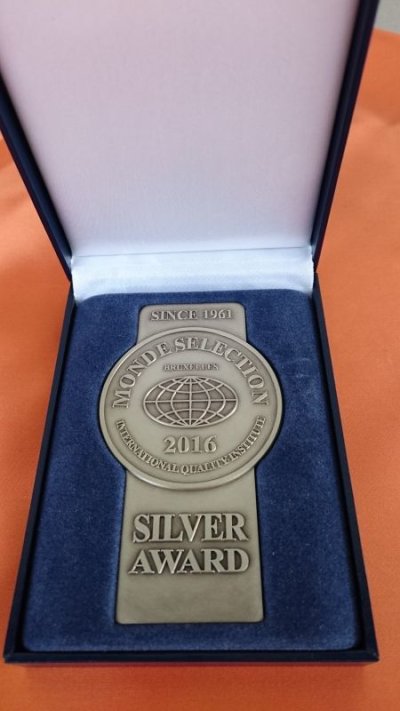 SINCE 1961
MONDE SELECTION
BRUXELLES
2016
INTERNATIONAL QUALITY INSTITUTE
SILVER
AWARD